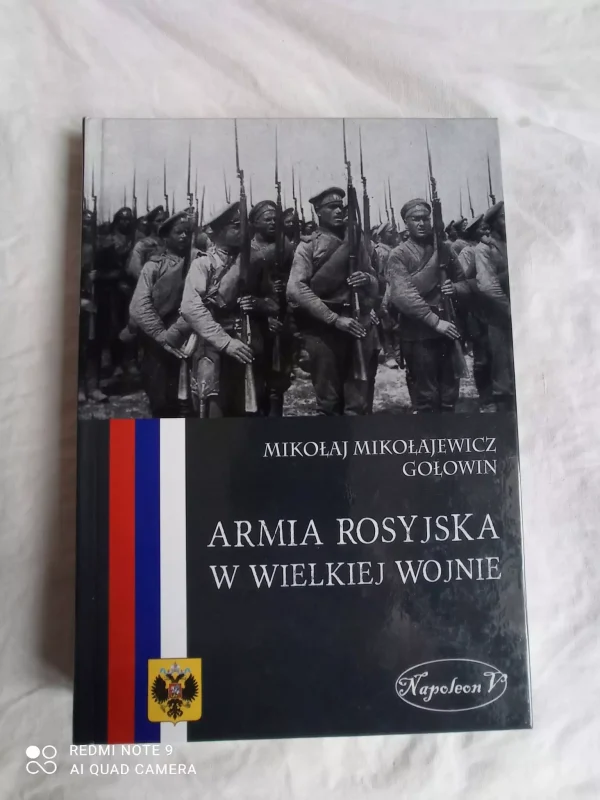 MIKOŁAJ MIKOŁAJEWICZ
GOŁOWIN
ARMIA ROSYJSKA
W WIELKIEJ WOJNIE
Napoleon V
REDMI NOTE 9
AI QUAD CAMERA